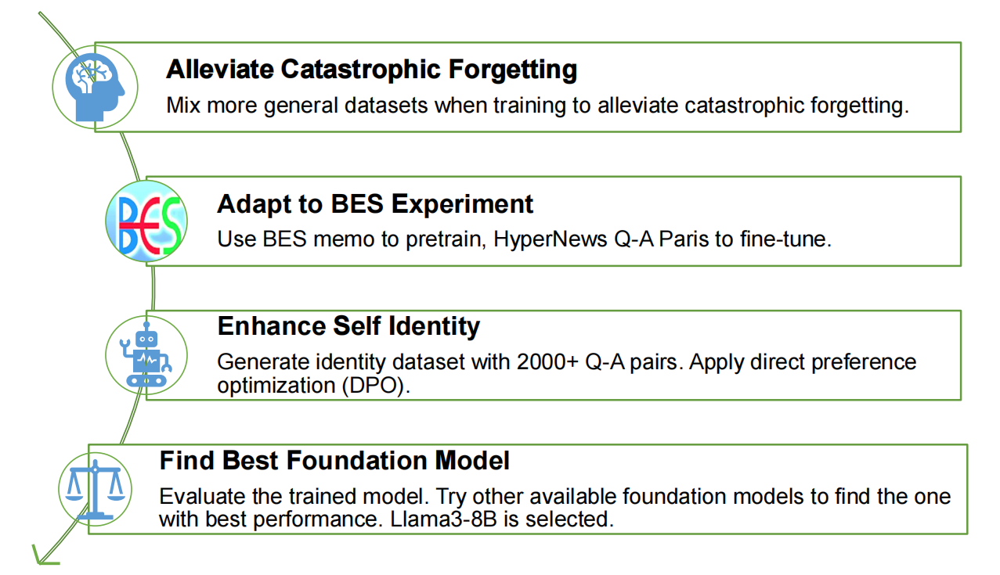 Alleviate Catastrophic Forgetting
Mix more general datasets when training to alleviate catastrophic forgetting.
BES
Adapt to BES Experiment
Use BES memo to pretrain, HyperNews Q-A Paris to fine-tune.
Enhance Self Identity
Generate identity dataset with 2000+ Q-A pairs. Apply direct preference
optimization (DPO).
Find Best Foundation Model
Evaluate the trained model. Try other available foundation models to find the one
with best performance. Llama3-8B is selected.